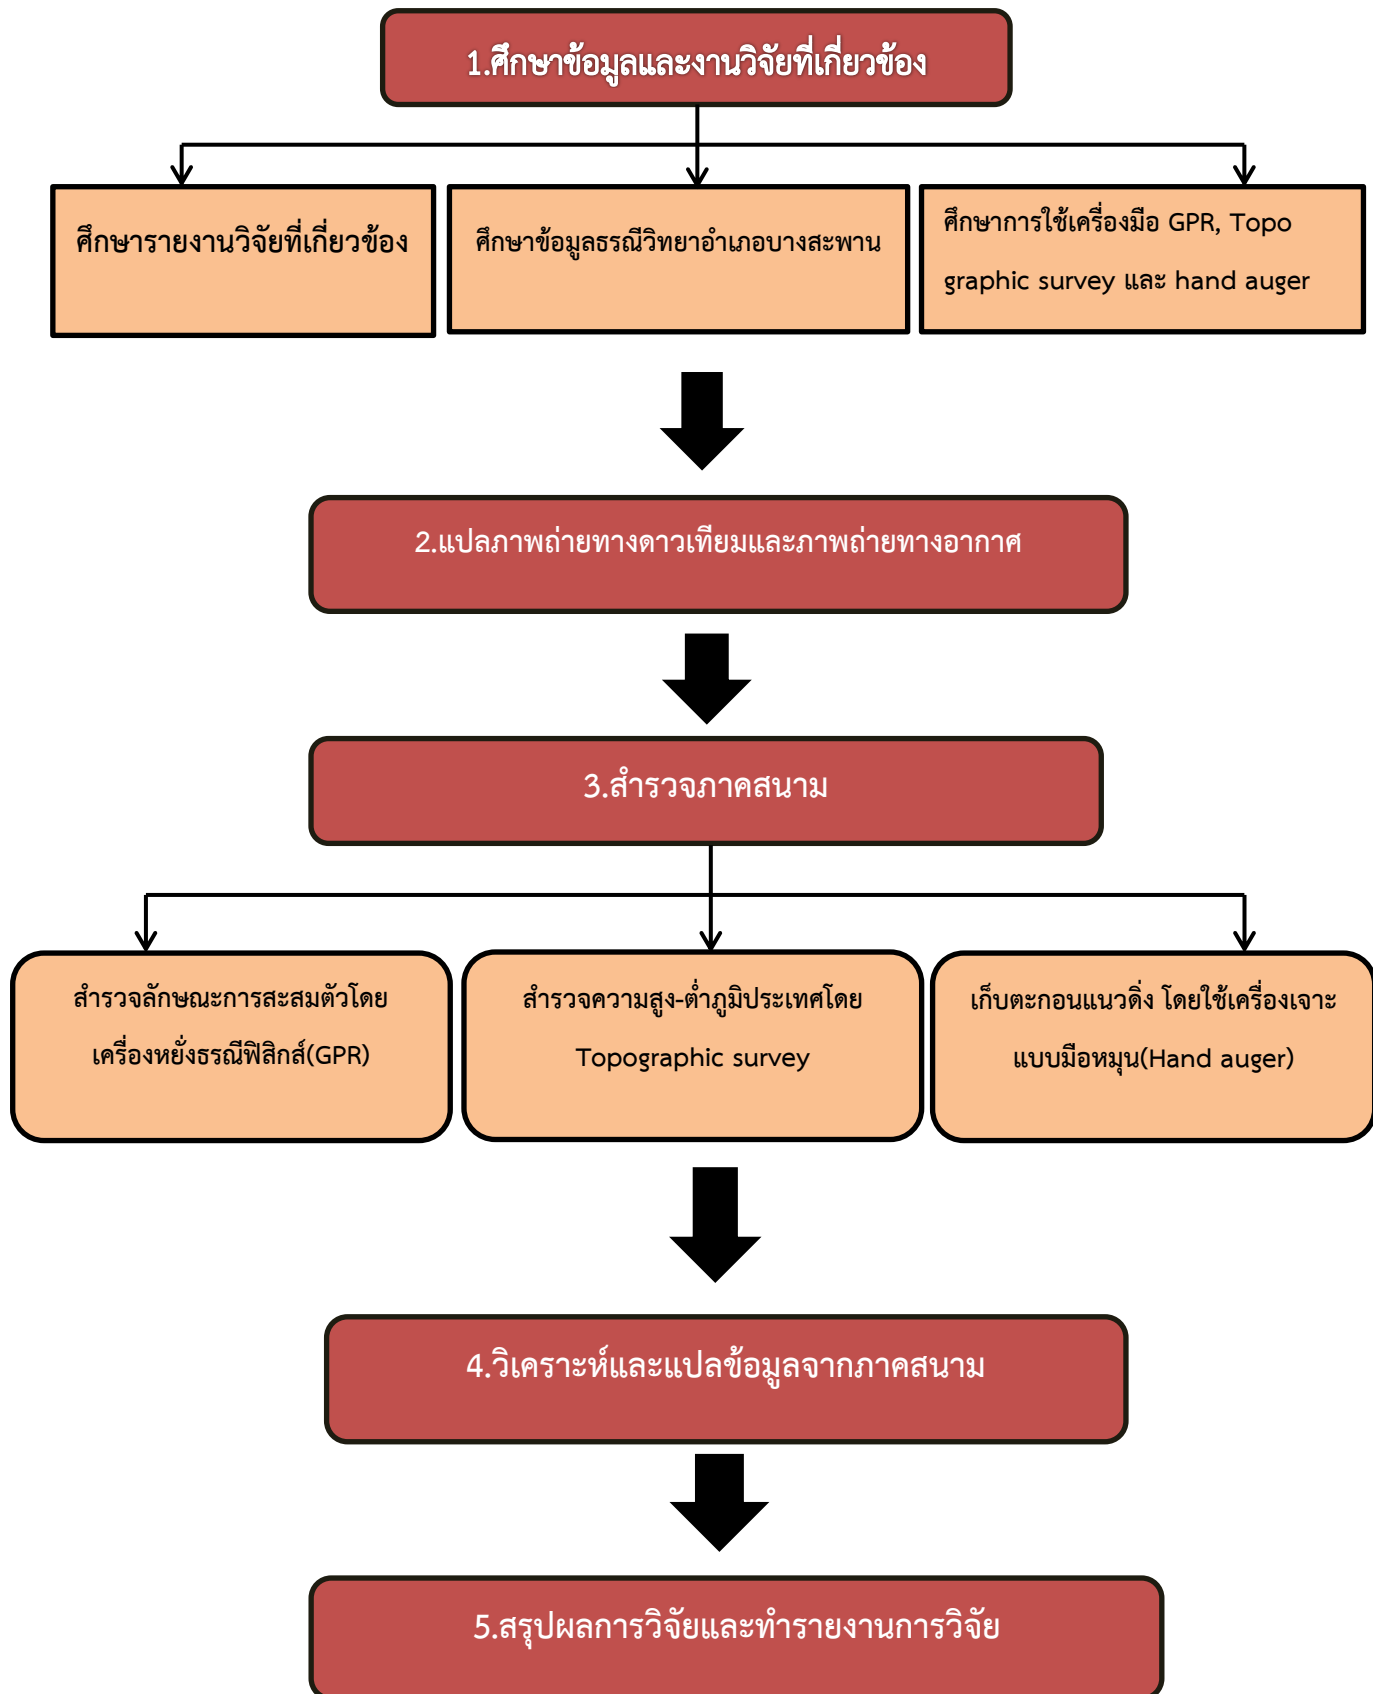 1.ศึกษาข้อมูลและงานวิจัยที่เกี่ยวข้อง
ศึกษารายงานวิจัยที่เกี่ยวข้อง
ศึกษาข้อมูลธรณีวิทยาอำเภอบางสะพาน
ศึกษาการใช้เครื่องมือ GPR, Topo
graphic survey และ hand auger
2.แปลภาพถ่ายทางดาวเทียมและภาพถ่ายทางอากาศ
3.สำรวจภาคสนาม
สำรวจลักษณะการสะสมตัวโดย
เครื่องหยั่งธรณีฟิสิกส์(GPR)
สำรวจความสูง-ต่ำภูมิประเทศโดย
Topographic survey
เก็บตะกอนแนวดิ่ง โดยใช้เครื่องเจาะ
แบบมือหมุน(Hand auger)
4.วิเคราะห์และแปลข้อมูลจากภาคสนาม
5.สรุปผลการวิจัยและทำรายงานการวิจัย